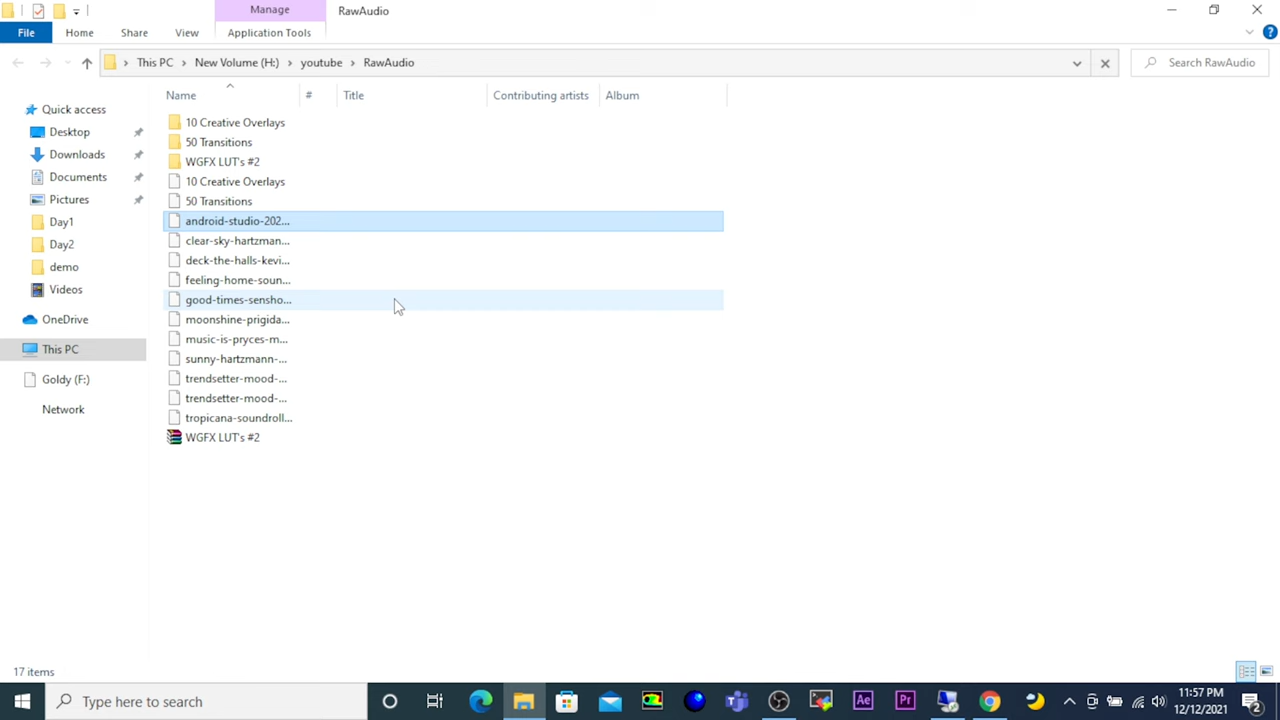 Manage
RawAudio
File
Home
Share
View
Application Tools
This PC
New Volume (H:)
youtube
RawAudio
Search RawAudio
Name
#
Title
Contributing artists
Album
Quick access
Desktop
Downloads
Documents
Pictures
Day1
Day2
demo
Videos
OneDrive
This PC
Goldy (F:)
Network
10 Creative Overlays
50 Transitions
WGFX LUT's #2
10 Creative Overlays
50 Transitions
android-studio-202...
clear-sky-hartzman...
deck-the-halls-kevi...
feeling-home-soun...
good-times-sensho...
moonshine-prigida...
music-is-pryces-m...
sunny-hartzmann-...
trendsetter-mood-...
trendsetter-mood-...
tropicana-soundroll...
WGFX LUT's #2
17 items
Type here to search
Ae
Pr
11:57 PM
12/12/2021
2